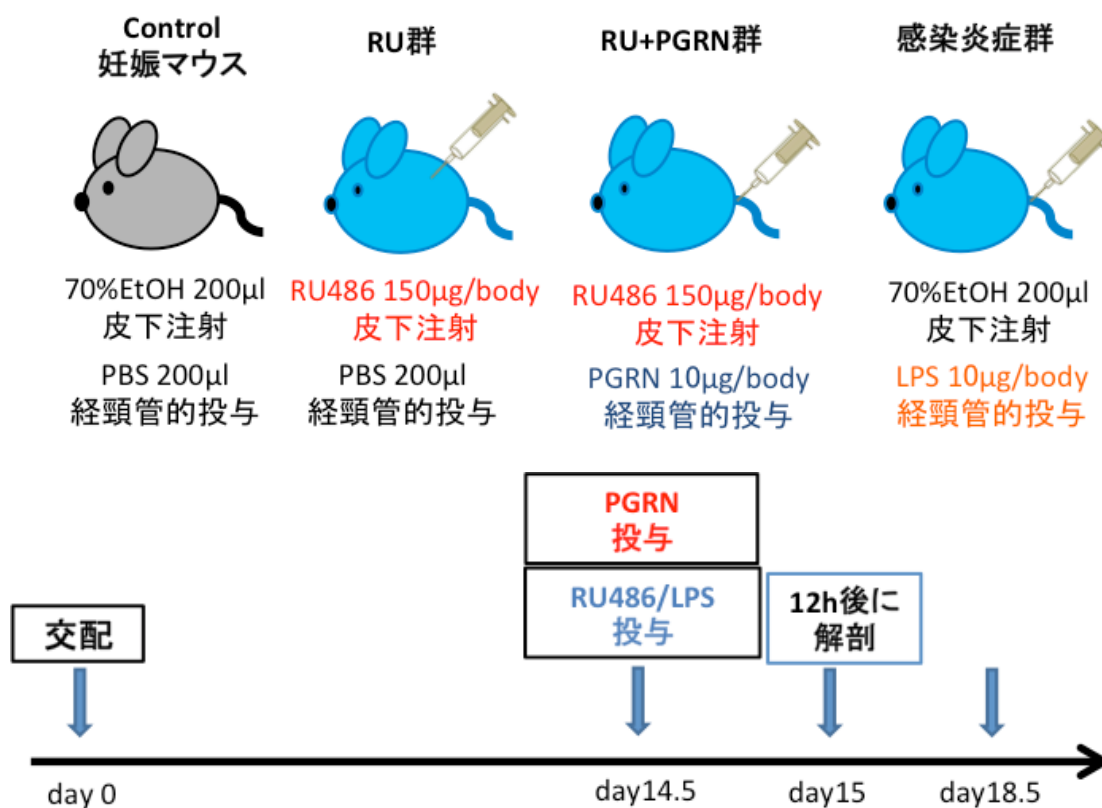 Control
妊娠マウス
RU群
RU+PGRN群
感染炎症群
70%EtOH 200μl
皮下注射
PBS 200μl
経頸管的投与
RU486 150μg/body
皮下注射
PBS 200μl
経頸管的投与
RU486 150μg/body
皮下注射
PGRN 10μg/body
経頸管的投与
70%EtOH 200μl
皮下注射
LPS 10μg/body
経頸管的投与
交配
PGRN
投与
RU486/LPS
投与
12h後に
解剖
day 0
day14.5
day15
day18.5